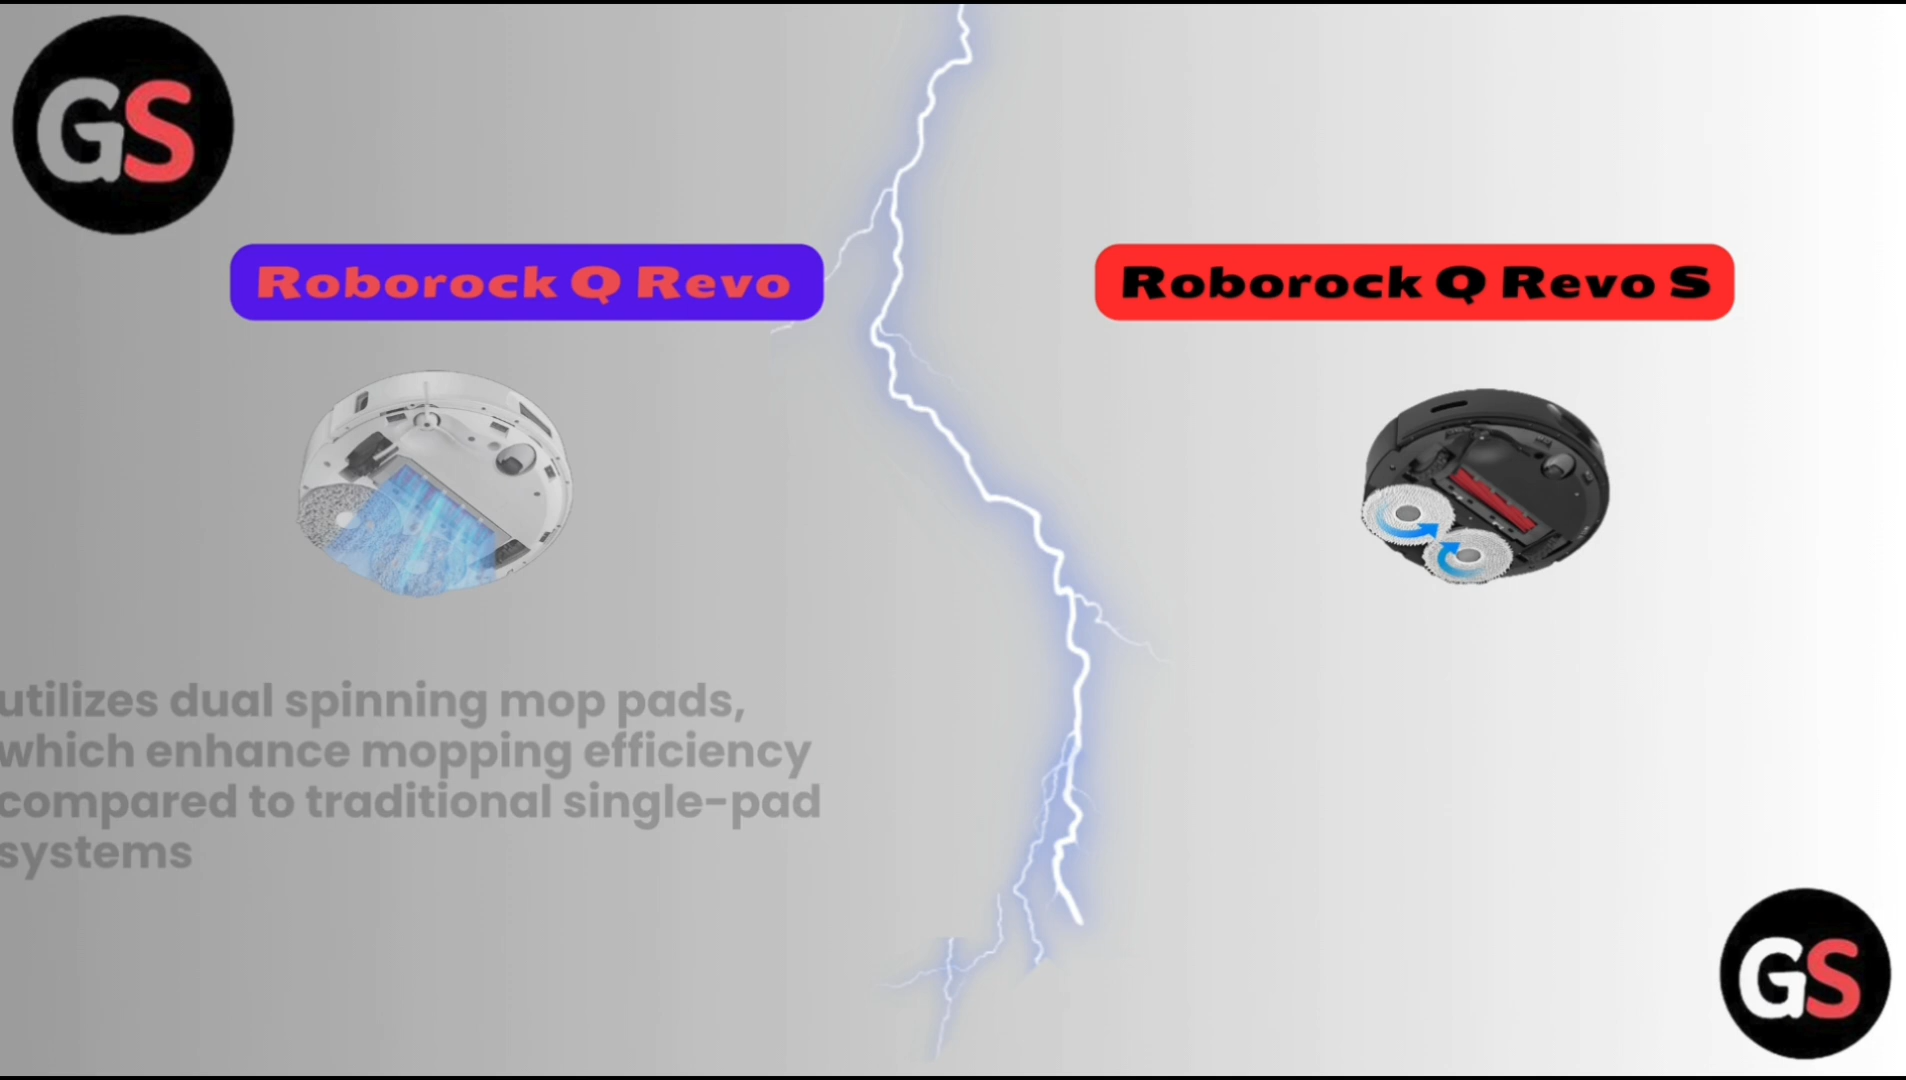 GS
Roborock Q Revo
Roborock Q Revo S
utilizes dual spinning mop pads,
which enhance mopping efficiency
compared to traditional single-pad
systems
GS